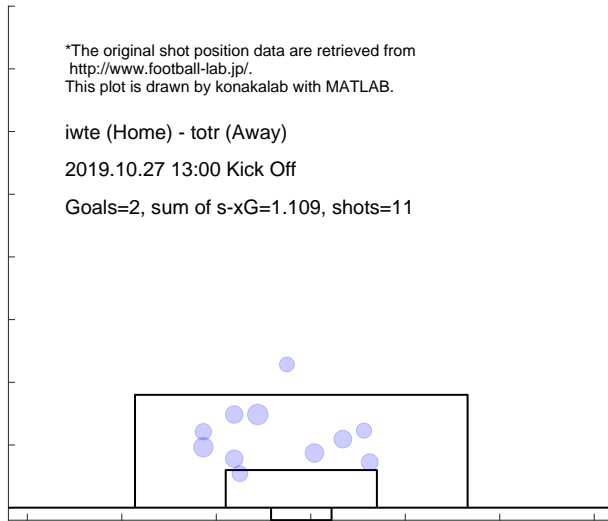 *The original shot position data are retrieved from
http://www.football-lab.jp/.
This plot is drawn by konakalab with MATLAB.
iwte (Home) - totr (Away)
2019.10.27 13:00 Kick Off
Goals=2, sum of s-xG=1.109, shots=11